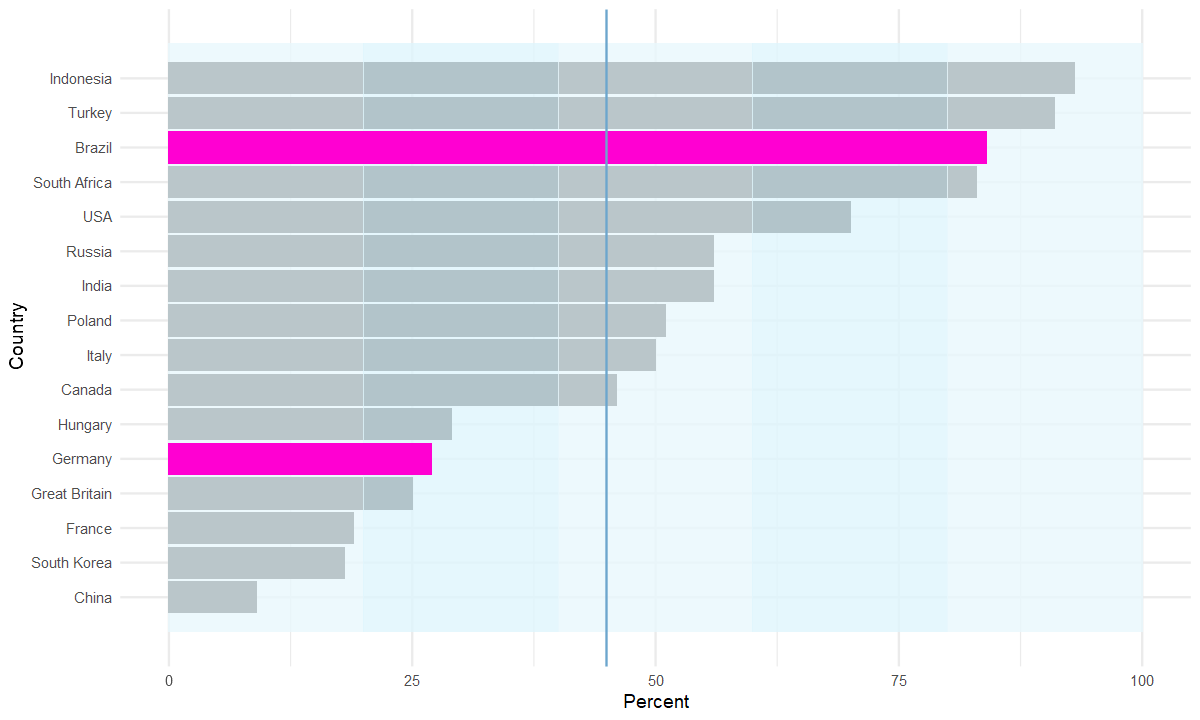 Indonesia
Turkey
Brazil
South Africa
USA
Russia
India
Poland
Italy
Canada
Hungary
Germany
Great Britain
France
South Korea
China
Country
0 25 50 75 100
Percent